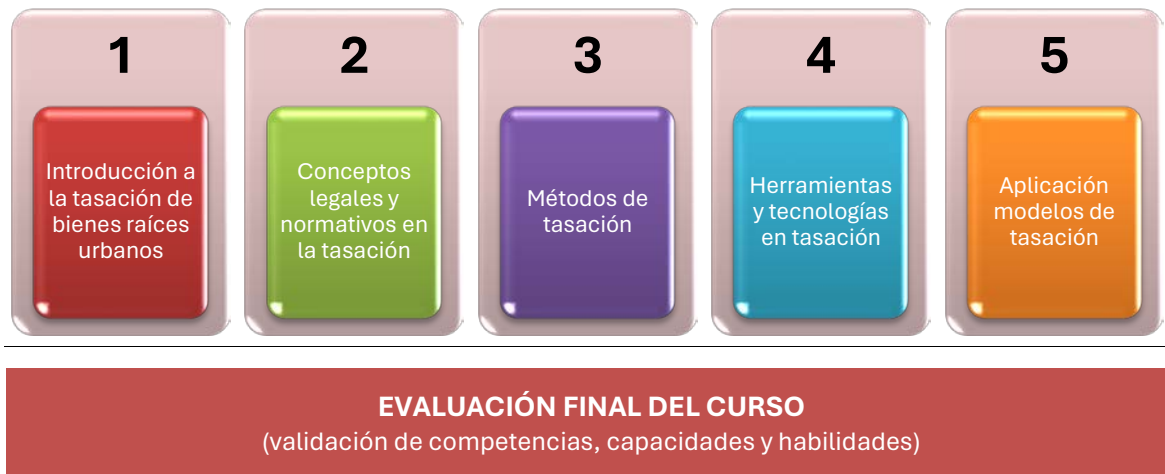 1
Introducción a
la tasación de
bienes raíces
urbanos
2
Conceptos
legales y
normativos en
la tasación
3
Métodos de
tasación
4
Herramientas
y tecnologías
en tasación
5
Aplicación
modelos de
tasación
EVALUACIÓN FINAL DEL CURSO
(validación de competencias, capacidades y habilidades)